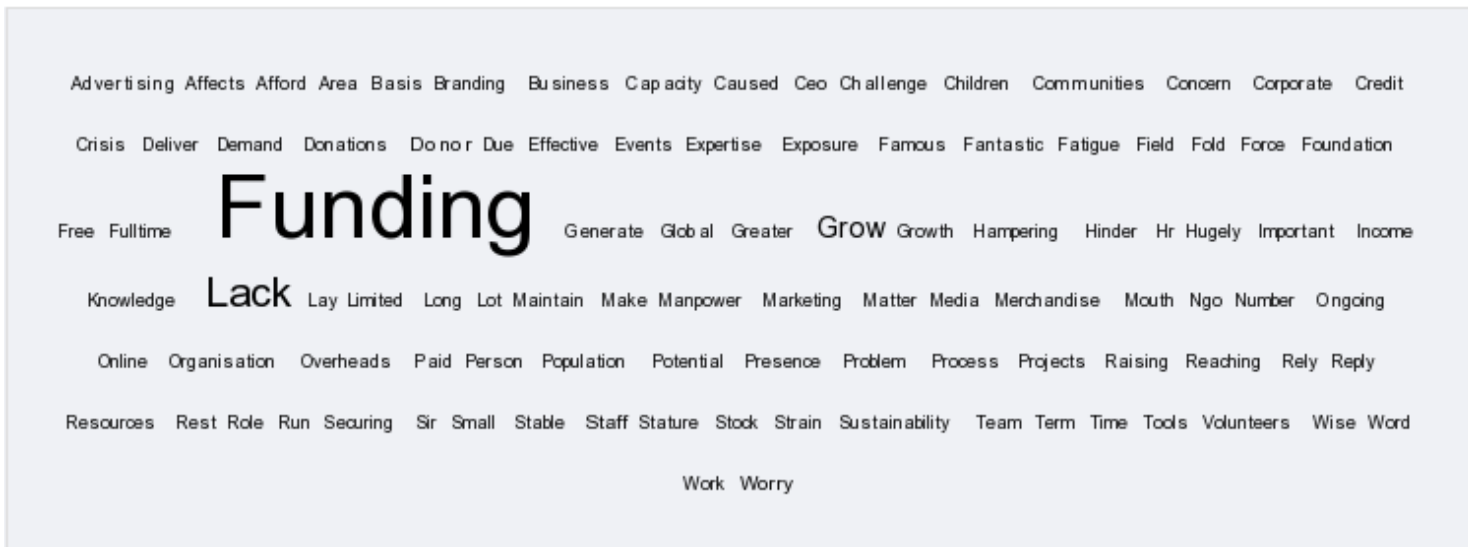 Advertising Affects Afford Area Basis Branding Business Capacity Caused Ceo Challenge Children Communities Concern Corporate Credit
Crisis Deliver Demand Donations Donor Due Effective Events Expertise Exposure Famous Fantastic Fatigue Field Fold Force Foundation
Free Fulltime Funding Generate Global Greater Grow Growth Hampering Hinder Hr Hugely Important Income
Knowledge Lack Lay Limited Long Lot Maintain Make Manpower Marketing Matter Media Merchandise Mouth Ngo Number Ongoing
Online Organisation Overheads Paid Person Population Potential Presence Problem Process Projects Raising Reaching Rely Reply
Resources Rest Role Run Securing Sir Small Stable Staff Stature Stock Strain Sustainability Team Term Time Tools Volunteers Wise Word
Work Worry